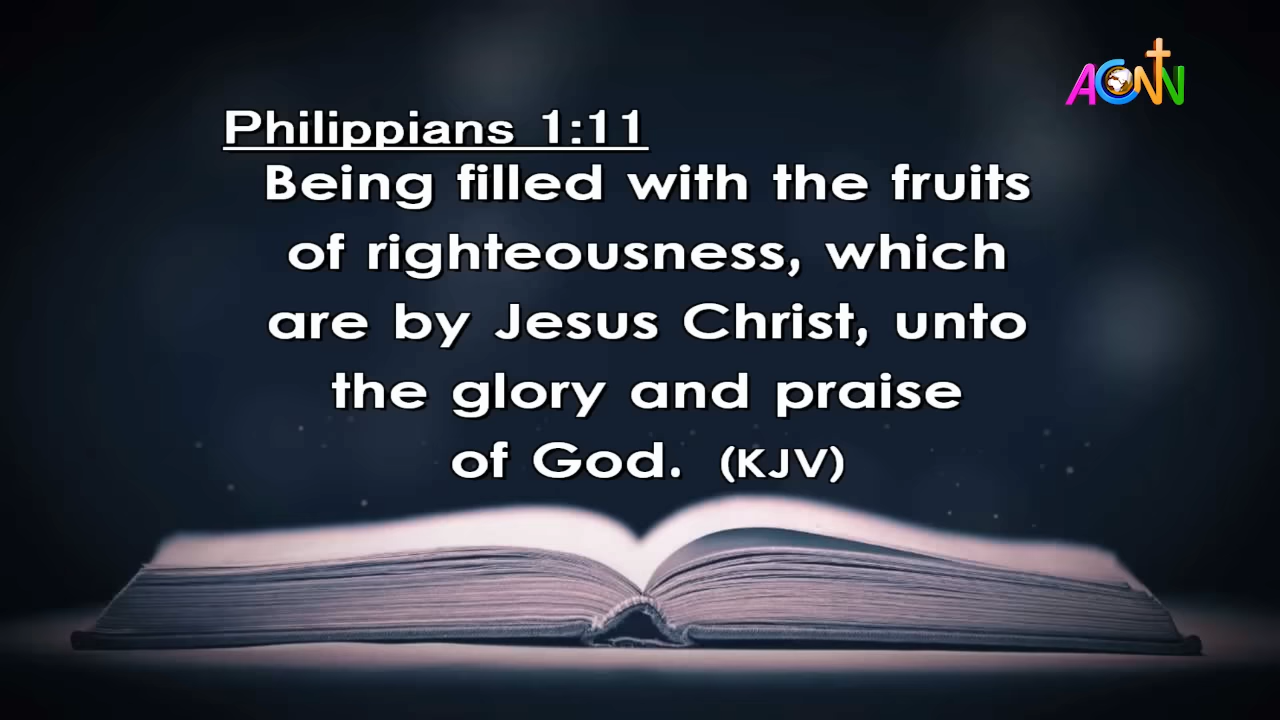 ACNN
Philippians 1:11
Being filled with the fruits
of righteousness, which
are by Jesus Christ, unto
the glory and praise
of God. (KJV)